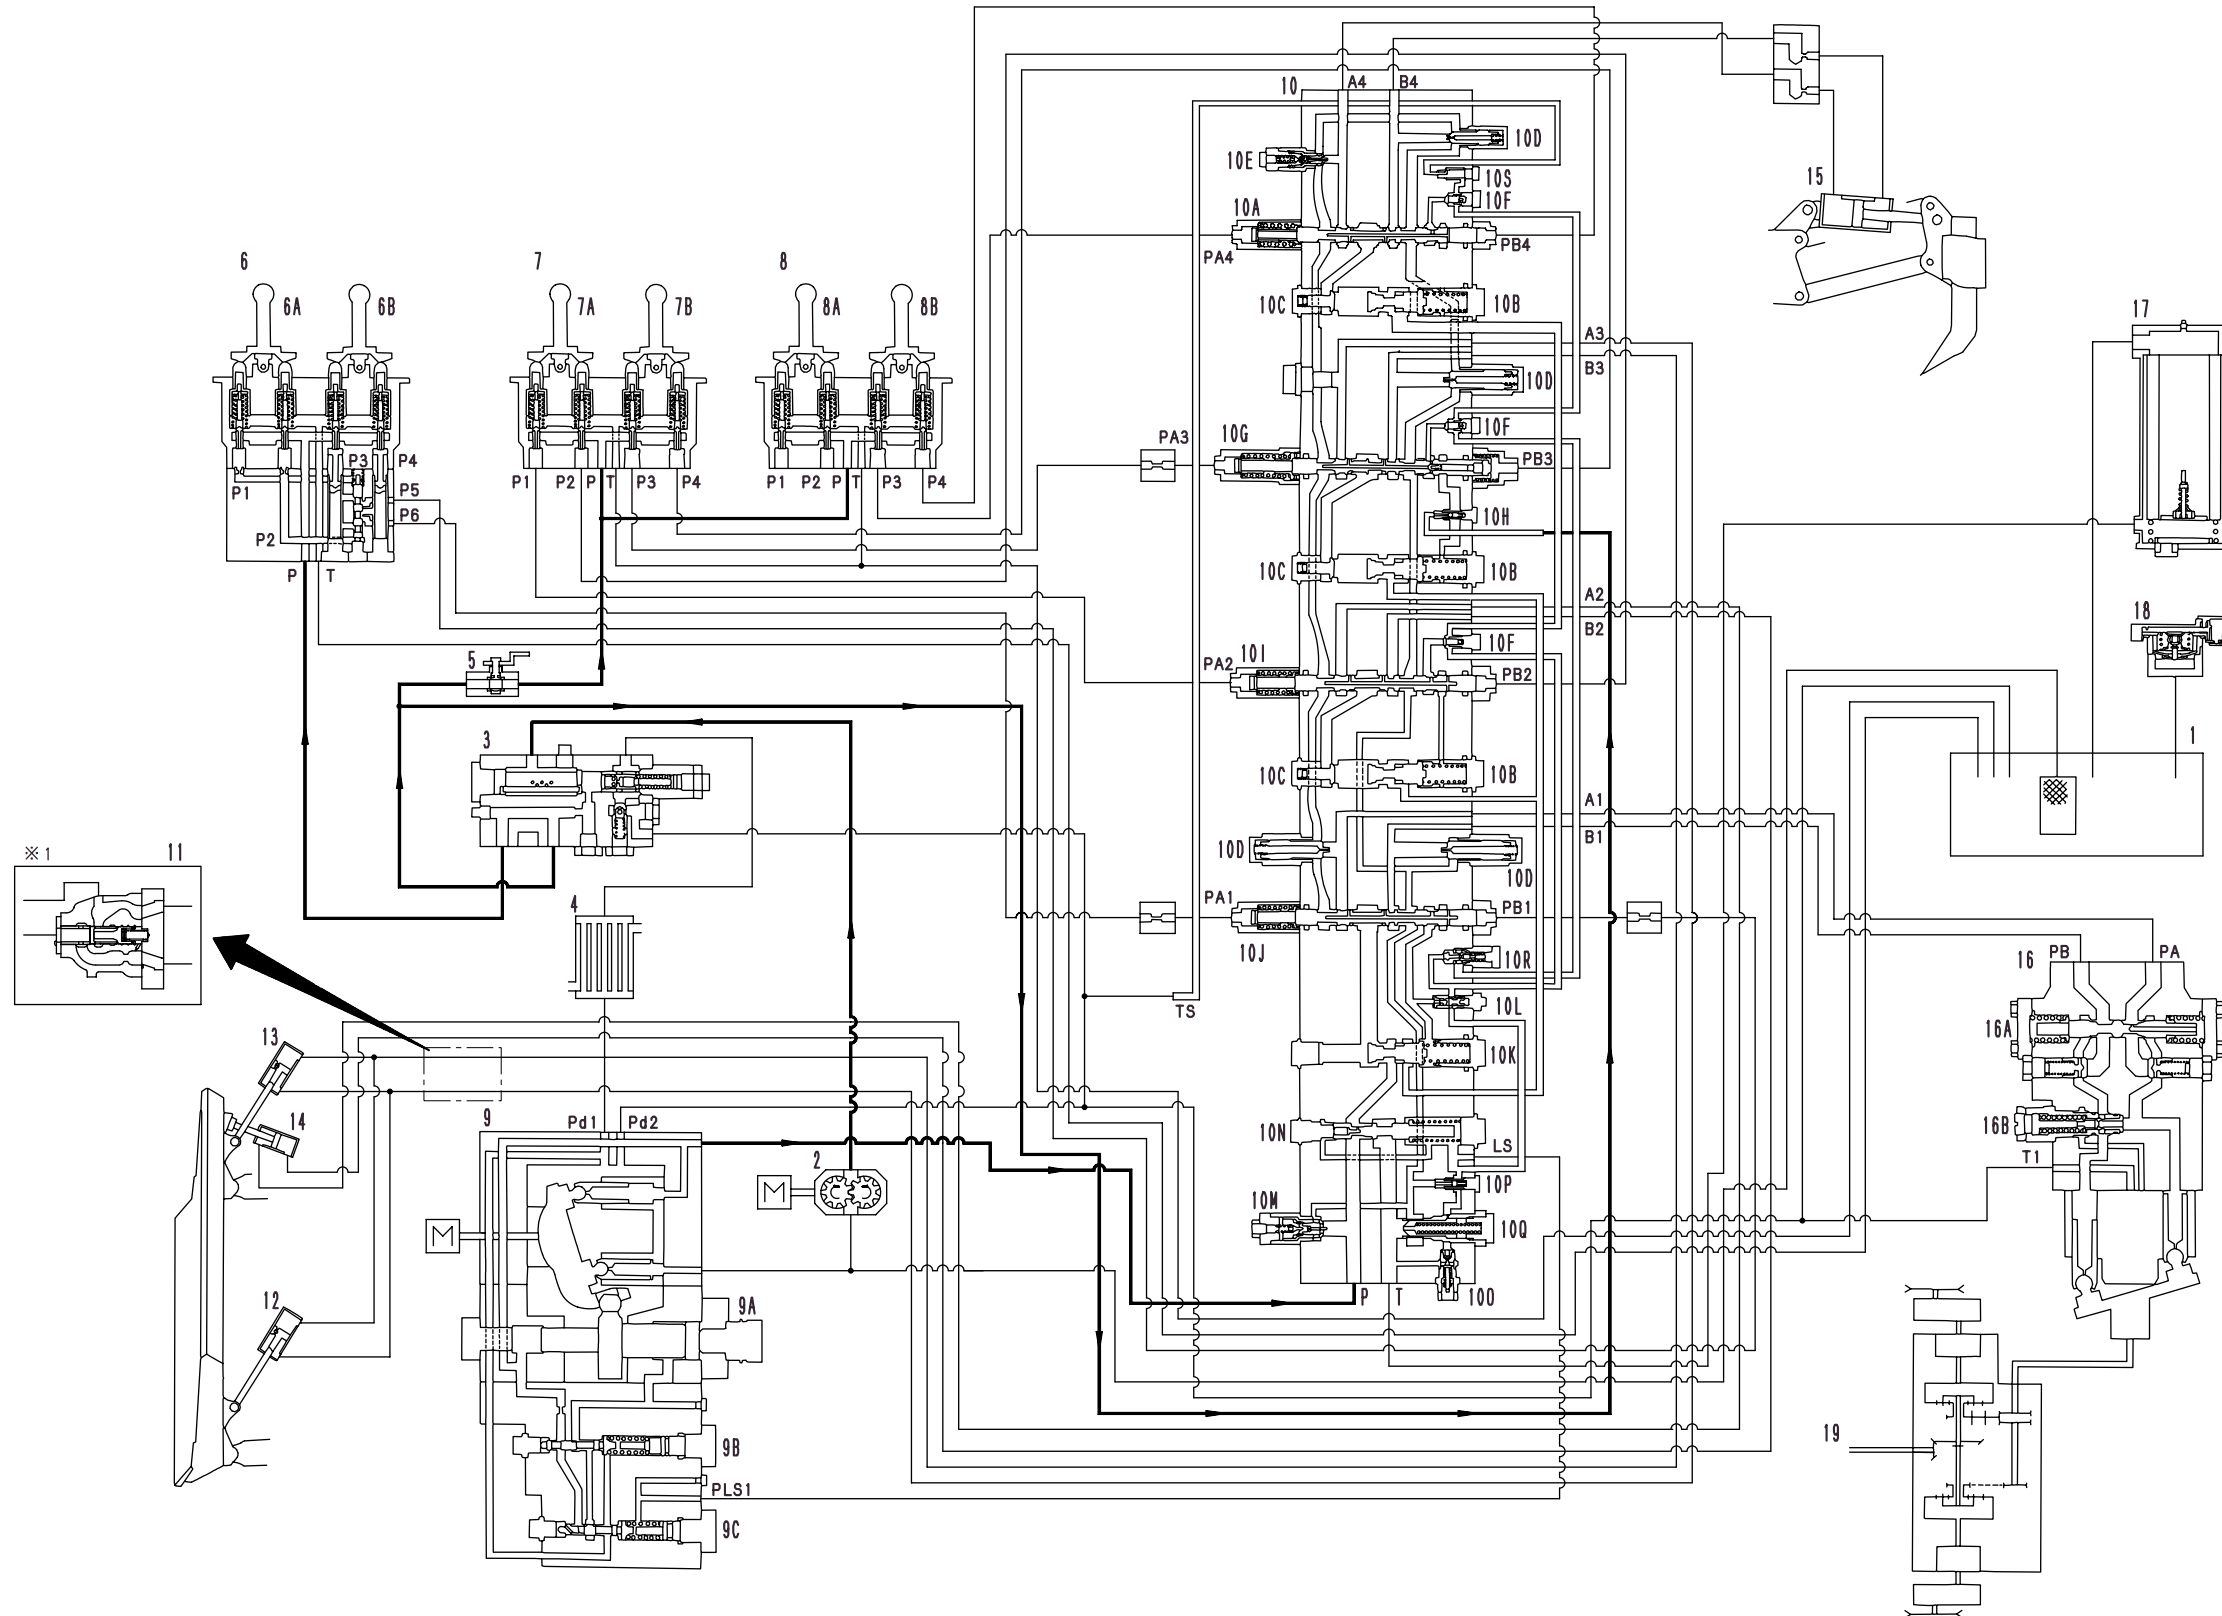 10
A4
B4
10D
10E
10S
10F
15
10A
PA4
PB4
6
7
8
6A
6B
7A
7B
8A
8B
10C
10B
17
A3
B3
10D
10F
PA3
10G
PB3
P3
P4
P1
P5
P6
P2
P
T
P1
P2
P
T
P3
P4
P1
P2
P
T
P3
P4
10H
10C
10B
A2
B2
18
10F
5
PA2
10I
PB2
3
1
10C
10B
A1
B1
10D
10D
※1
11
4
PA1
PB1
10J
10R
16
PB
PA
TS
10L
16A
13
10K
14
9
Pd1
Pd2
10N
16B
LS
T1
2
M
10P
10M
10Q
M
12
9A
P
T
10O
9B
19
PLS1
9C